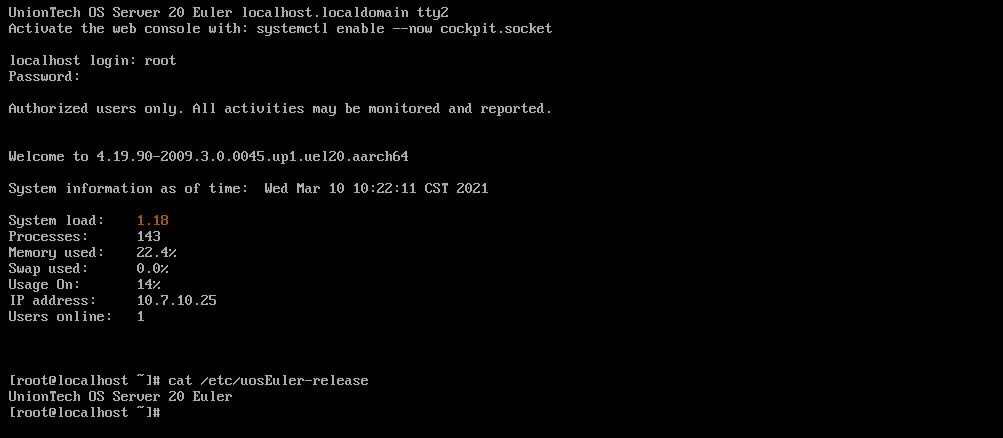 UnionTech OS Server 20 Euler localhost.localdomain tty2
Activate the web console with: systemctl enable --now cockpit.socket
localhost login: root
Password:
Authorized users only. All activities may be monitored and reported.
Welcome to 4.19.90-2009.3.0.0045.up1.uel20.aarch64
System information as of time:  Wed Mar 10 10:22:11 CST 2021
System load:    1.18
Processes:      143
Memory used:    22.4%
Swap used:      0.0%
Usage On:       14%
IP address:     10.7.10.25
Users online:   1
[root@localhost ~]# cat /etc/uosEuler-release
UnionTech OS Server 20 Euler
[root@localhost ~]#